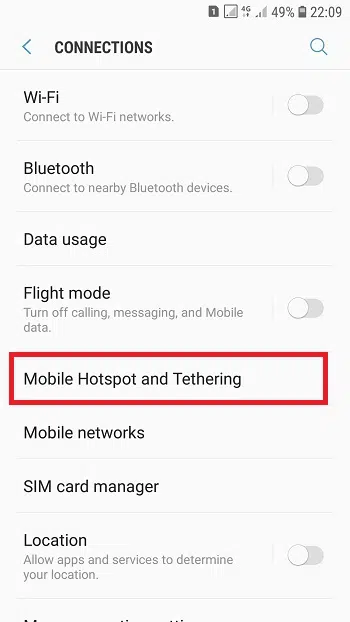 1 4G 49% 22:09
CONNECTIONS
Wi-Fi
Connect to Wi-Fi networks.
Bluetooth
Connect to nearby Bluetooth devices.
Data usage
Flight mode
Turn off calling, messaging, and Mobile
data.
Mobile Hotspot and Tethering
Mobile networks
SIM card manager
Location
Allow apps and services to determine
your location.